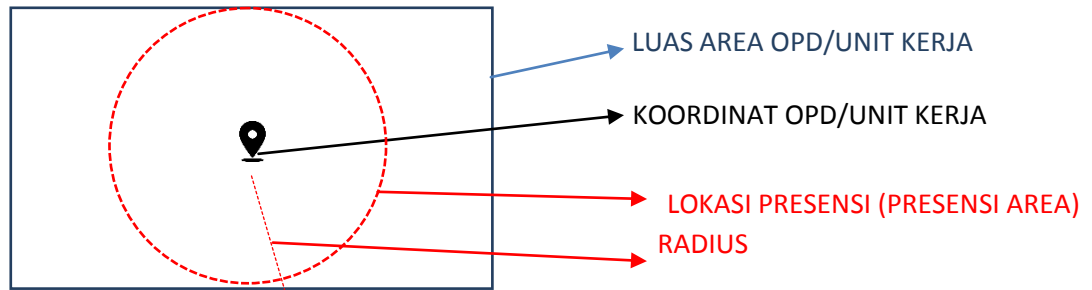 LUAS AREA OPD/UNIT KERJA
KOORDINAT OPD/UNIT KERJA
LOKASI PRESENSI (PRESENSI AREA)
RADIUS